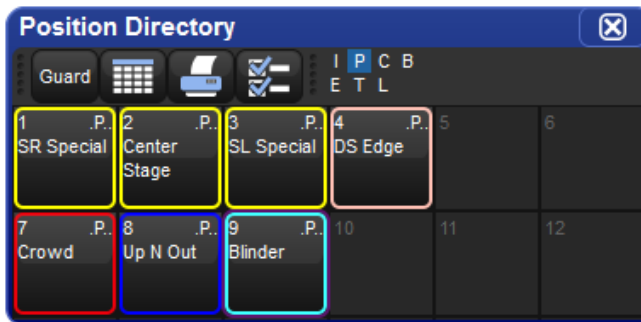 Position Directory
Guard
I P C B
E T L
1 .P.. 2 .P.. 3 .P.. 4 .P.. 5 6
SR Special Center SL Special DS Edge
Stage
7 .P.. 8 .P.. 9 .P.. 10 11 12
Crowd Up N Out Blinder